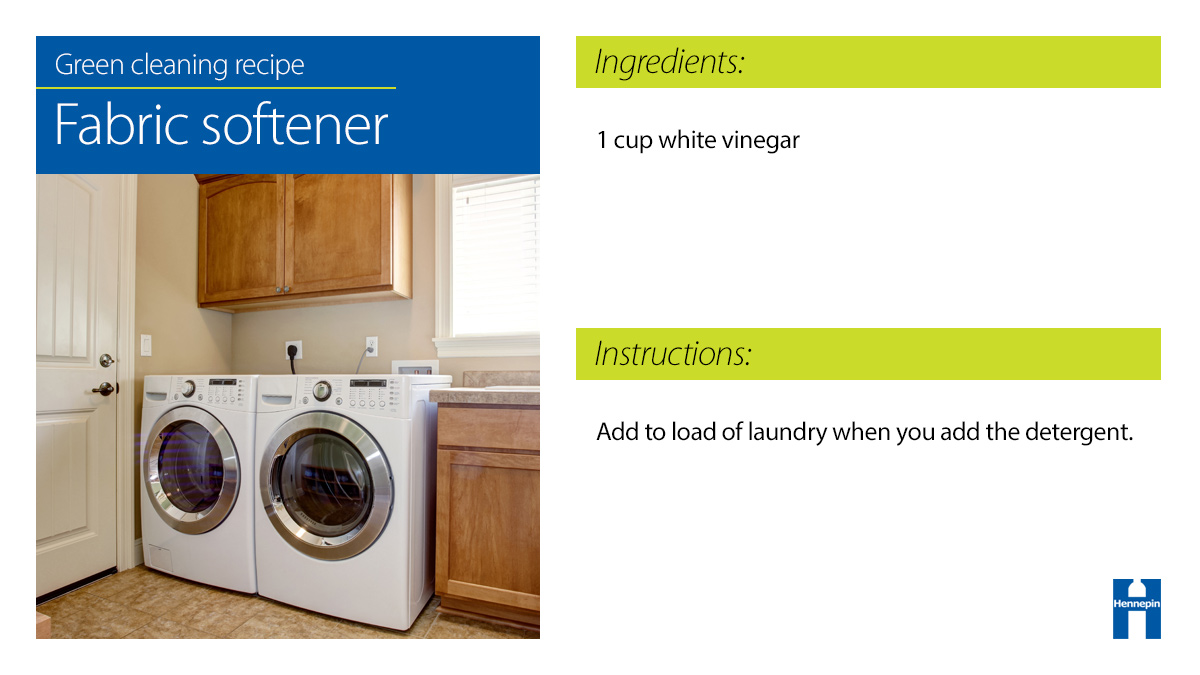 Green cleaning recipe
Fabric softener
Ingredients:
1 cup white vinegar
Instructions:
Add to load of laundry when you add the detergent.
Hennepin